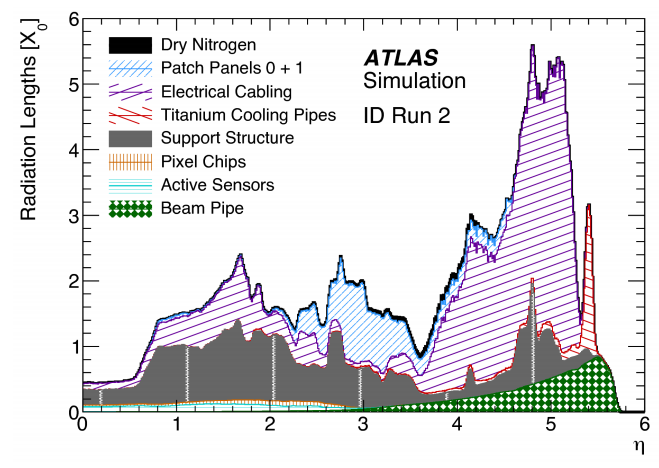 Radiation Lengths [X0]
6
5
4
3
2
1
0
Dry Nitrogen
Patch Panels 0 + 1
Electrical Cabling
Titanium Cooling Pipes
Support Structure
Pixel Chips
Active Sensors
Beam Pipe
ATLAS
Simulation
ID Run 2
0 1 2 3 4 5 6
η